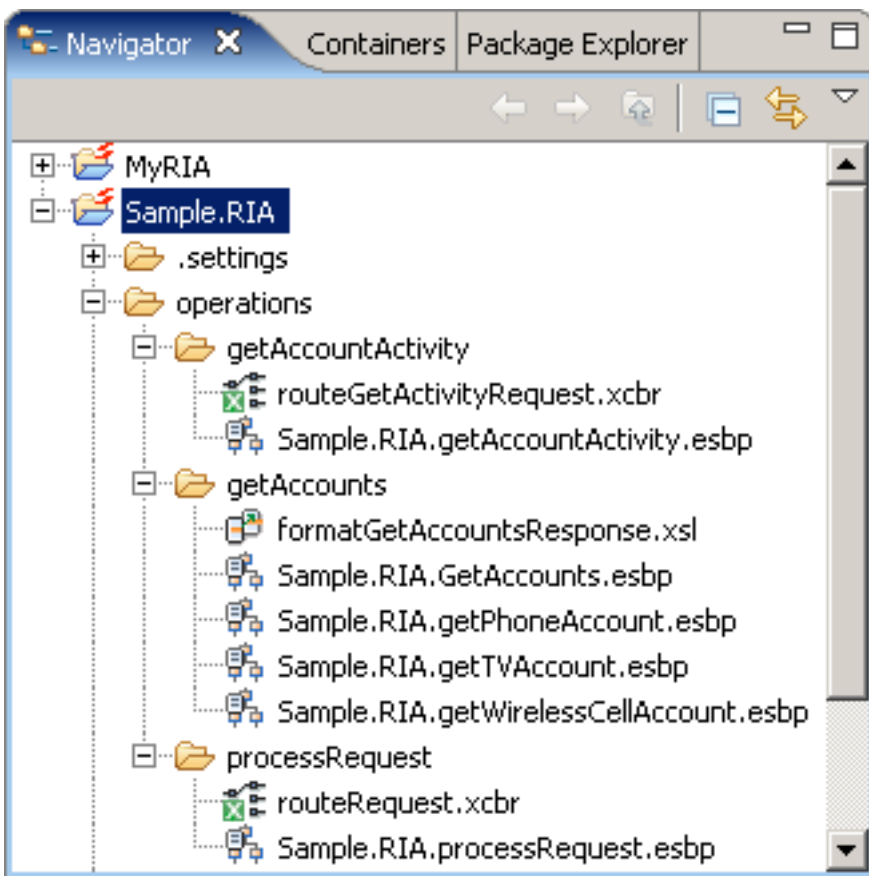 Navigator Containers Package Explorer
MyRIA
Sample.RIA
.settings
operations
getAccountActivity
routeGetActivityRequest.xcbr
Sample.RIA.getAccountActivity.esbp
getAccounts
formatGetAccountsResponse.xsl
Sample.RIA.GetAccounts.esbp
Sample.RIA.getPhoneAccount.esbp
Sample.RIA.getTVAccount.esbp
Sample.RIA.getWirelessCellAccount.esbp
processRequest
routeRequest.xcbr
Sample.RIA.processRequest.esbp